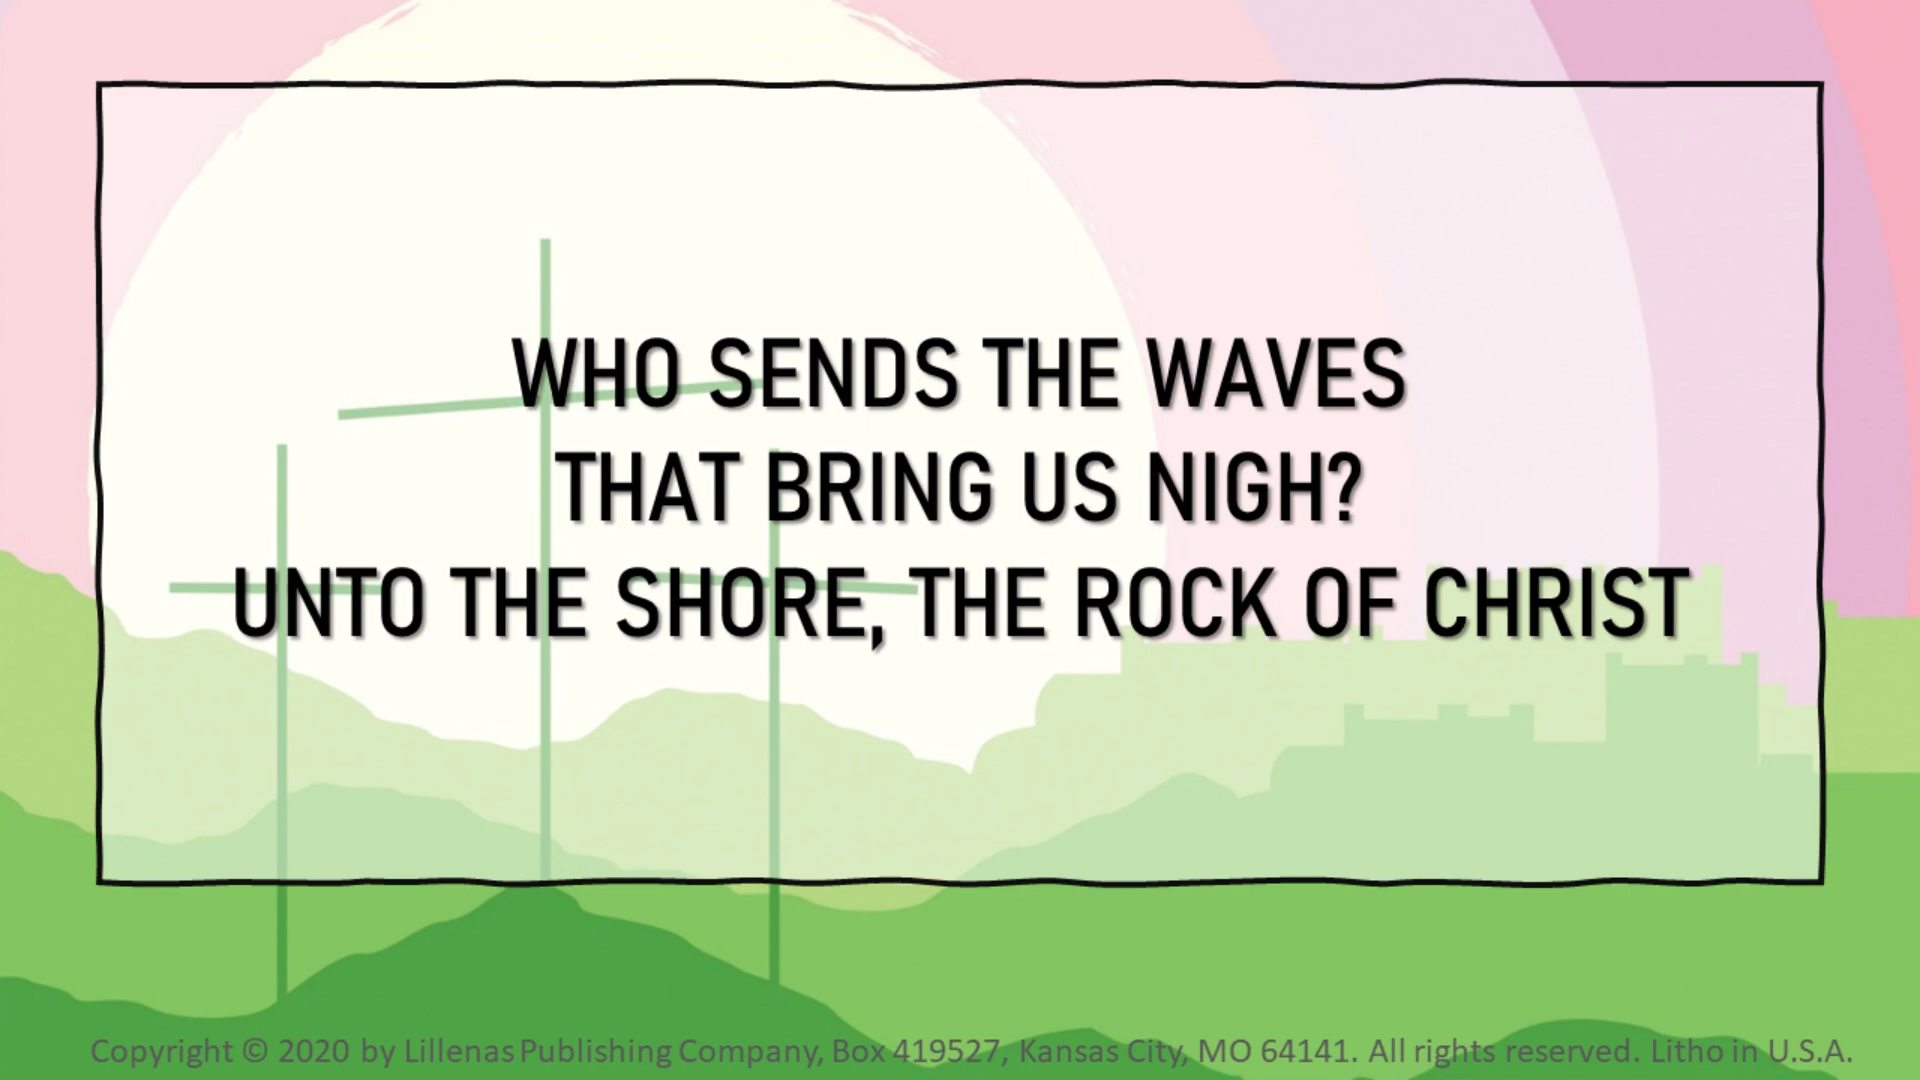 WHO SENDS THE WAVES
THAT BRING US NIGH?
UNTO THE SHORE, THE ROCK OF CHRIST
Copyright © 2020 by Lillenas Publishing Company, Box 419527, Kansas City, MO 64141. All rights reserved. Litho in U.S.A.